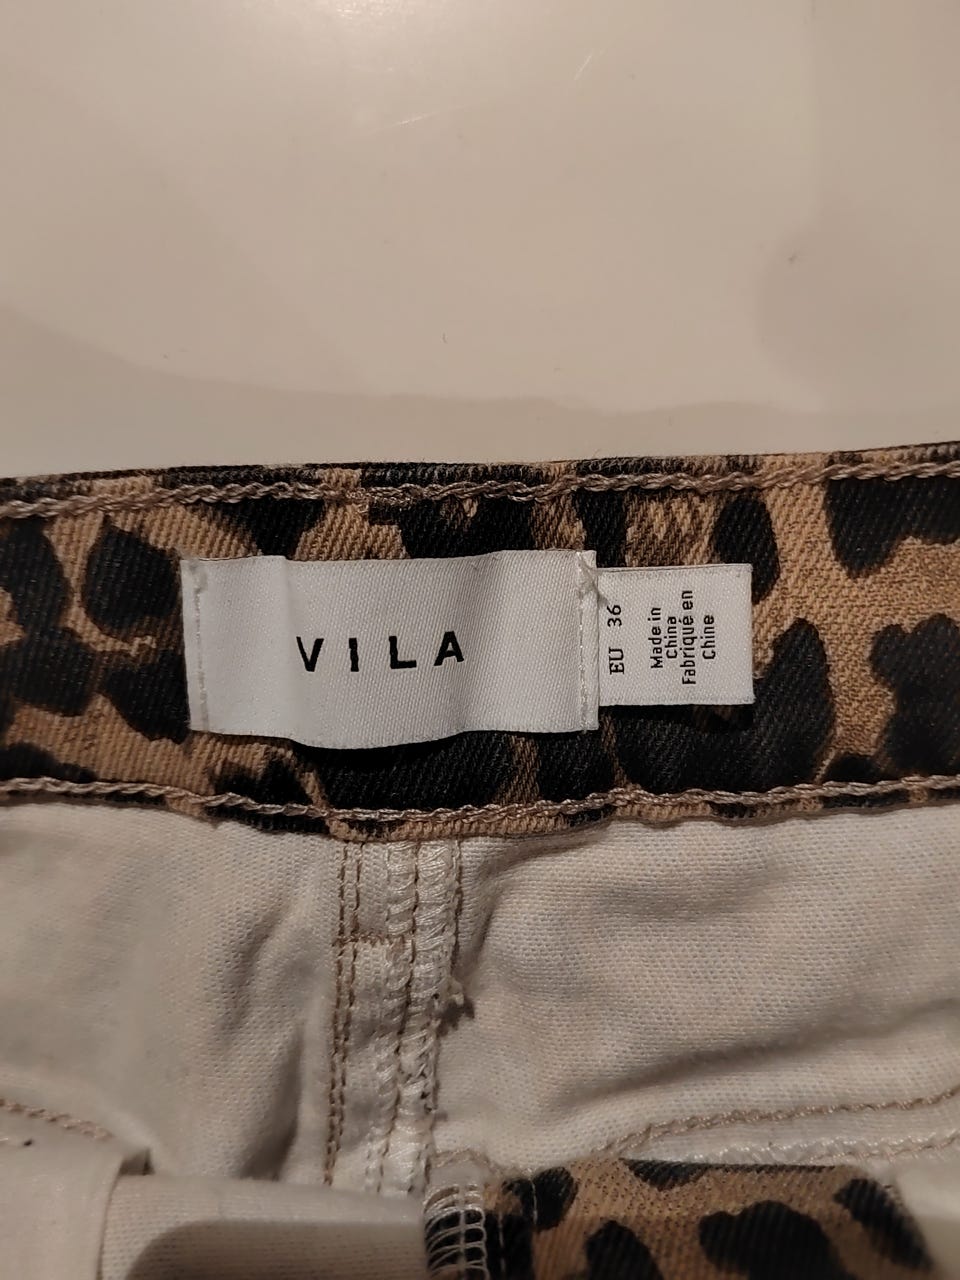 VILA
EU 36
Made in
China
Fabriqué en
Chine